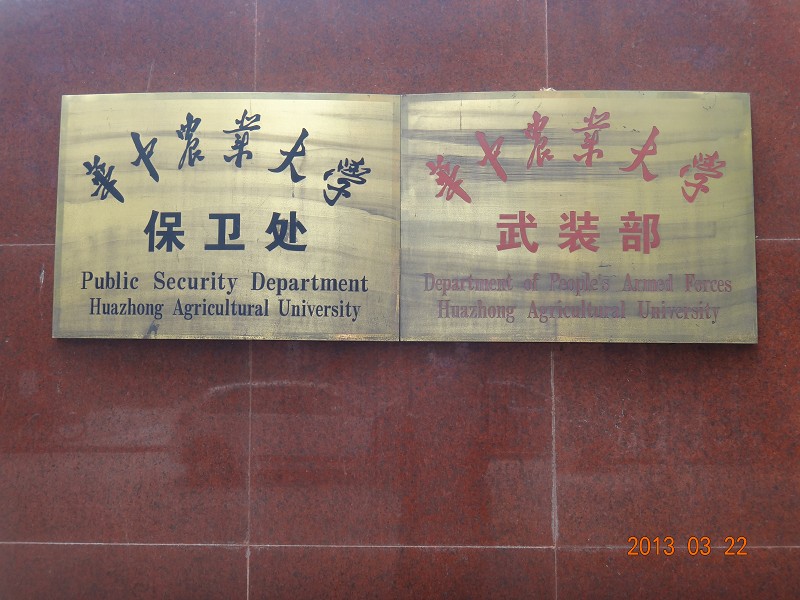 华中农业大学
保卫处
Public Security Department
Huazhong Agricultural University
华中农业大学
武装部
Department of People's Armed Forces
Huazhong Agricultural University
2013 03 22